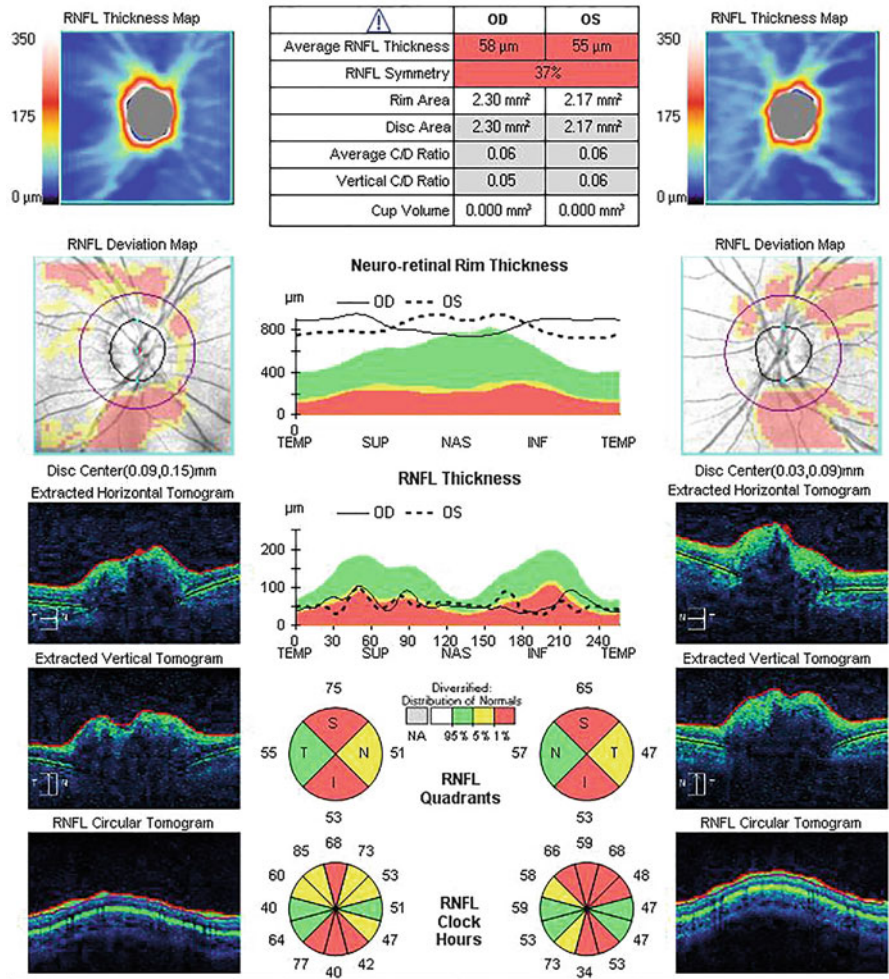 RNFL Thickness Map
350
175
0 μm
OD OS
Average RNFL Thickness 58 μm 55 μm
RNFL Symmetry 37%
Rim Area 2.30 mm² 2.17 mm²
Disc Area 2.30 mm² 2.17 mm²
Average C/D Ratio 0.06 0.06
Vertical C/D Ratio 0.05 0.06
Cup Volume 0.000 mm³ 0.000 mm³
RNFL Thickness Map
350
175
0 μm
RNFL Deviation Map
Disc Center(0.09,0.15)mm
Neuro-retinal Rim Thickness
μm
OD OS
800
400
0
0
TEMP SUP NAS INF TEMP
RNFL Deviation Map
Disc Center(0.03,0.09)mm
Extracted Horizontal Tomogram
T N
RNFL Thickness
μm
OD OS
200
100
0
0 30 60 90 120 150 180 210 240
TEMP SUP NAS INF TEMP
Extracted Horizontal Tomogram
N T
Extracted Vertical Tomogram
T N
75
S
55 T N 51
I
53
Diversified:
Distribution of Normals
NA 95% 5% 1%
RNFL
Quadrants
65
S
57 N T 47
I
53
Extracted Vertical Tomogram
RNFL Circular Tomogram
68
85 73
60 53
40 51
64 47
77 42
40
RNFL
Clock
Hours
59
66 68
58 48
59 47
53 47
73 53
34
RNFL Circular Tomogram